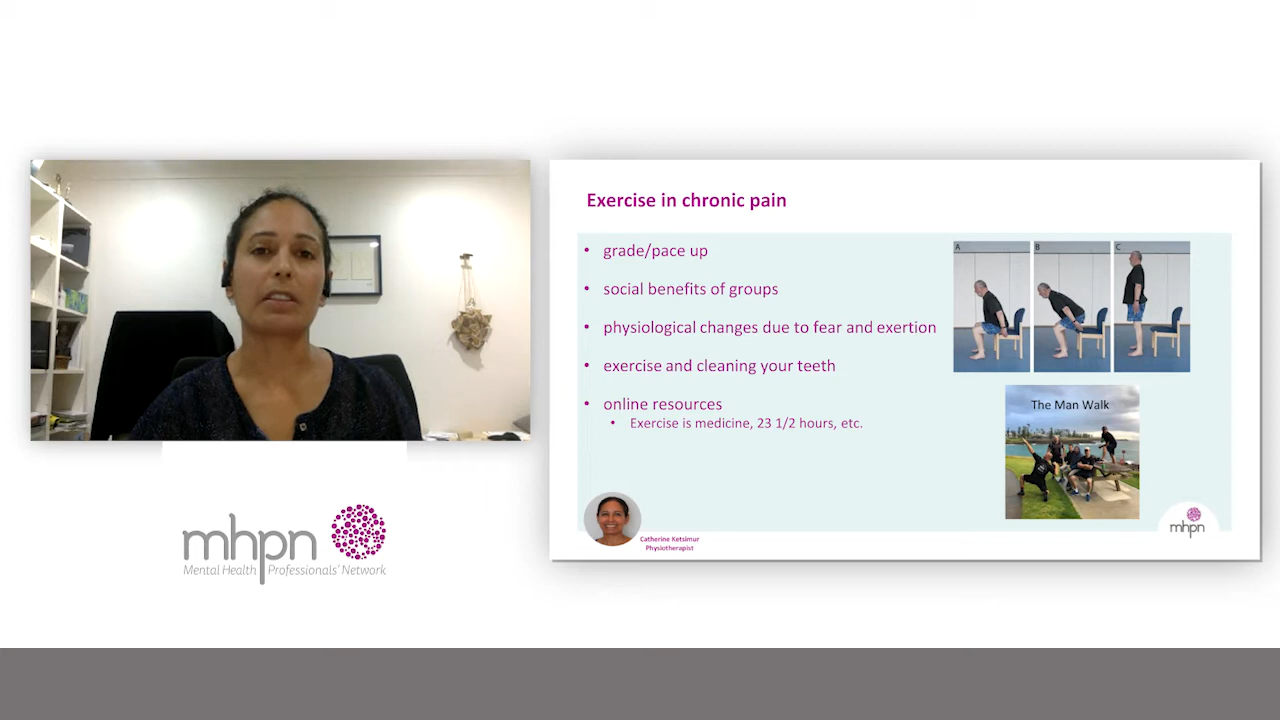 Exercise in chronic pain
• grade/pace up
• social benefits of groups
• physiological changes due to fear and exertion
• exercise and cleaning your teeth
• online resources
• Exercise is medicine, 23 1/2 hours, etc.
A
B
C
The Man Walk
Catherine Ketsimur
Physiotherapist
mhpn
mhpn
Mental Health Professionals' Network